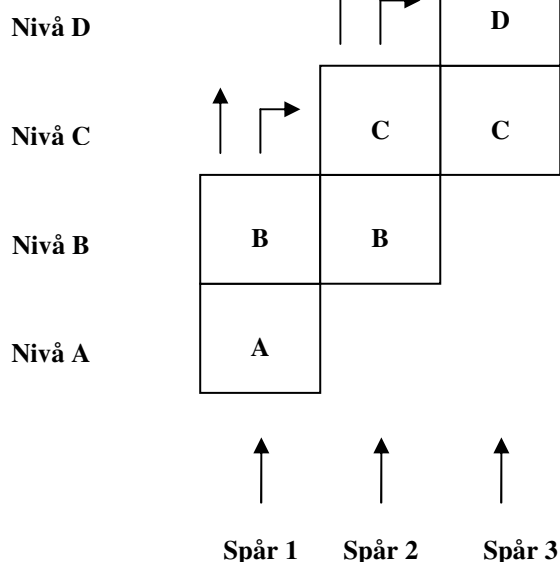 Nivå D D
Nivå C C C
Nivå B B B
Nivå A A
Spår 1 Spår 2 Spår 3